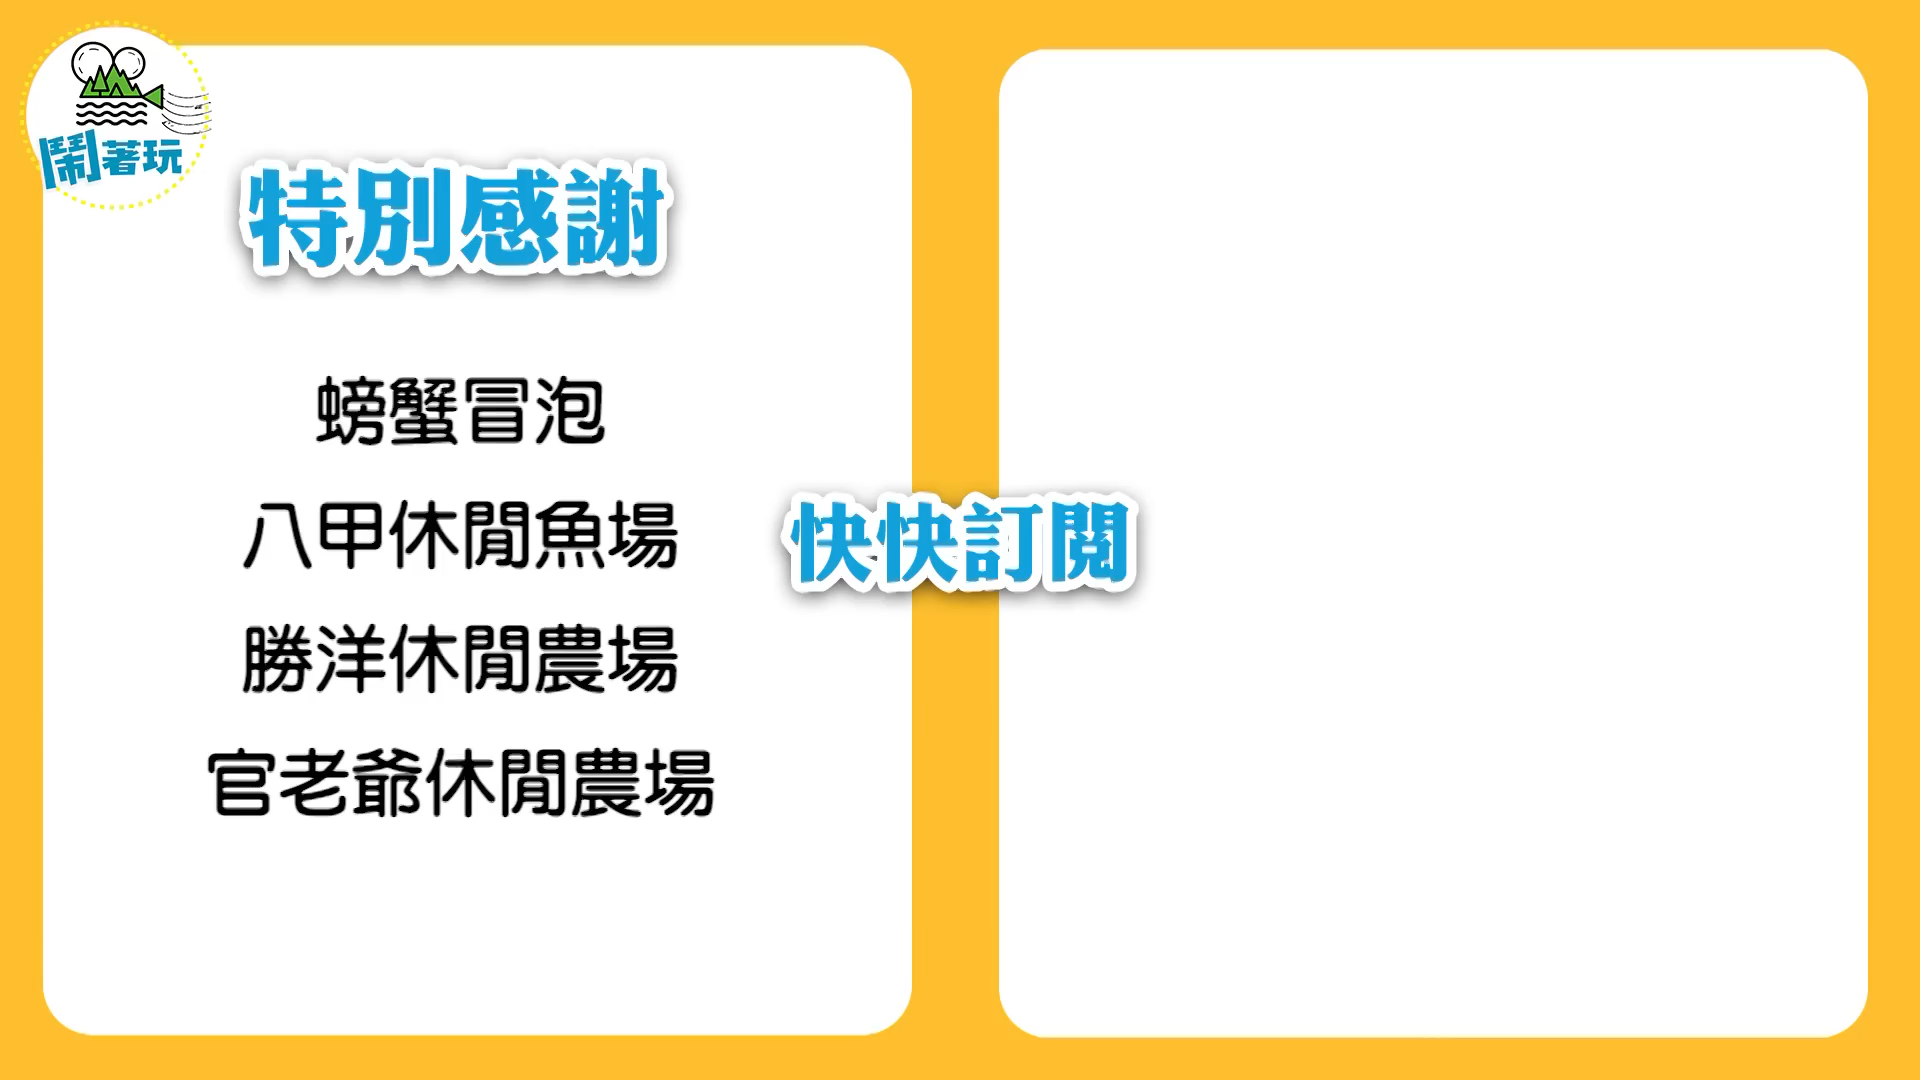 鬧著玩
特別感謝
螃蟹冒泡
八甲休閒魚場
快快訂閱
勝洋休閒農場
官老爺休閒農場